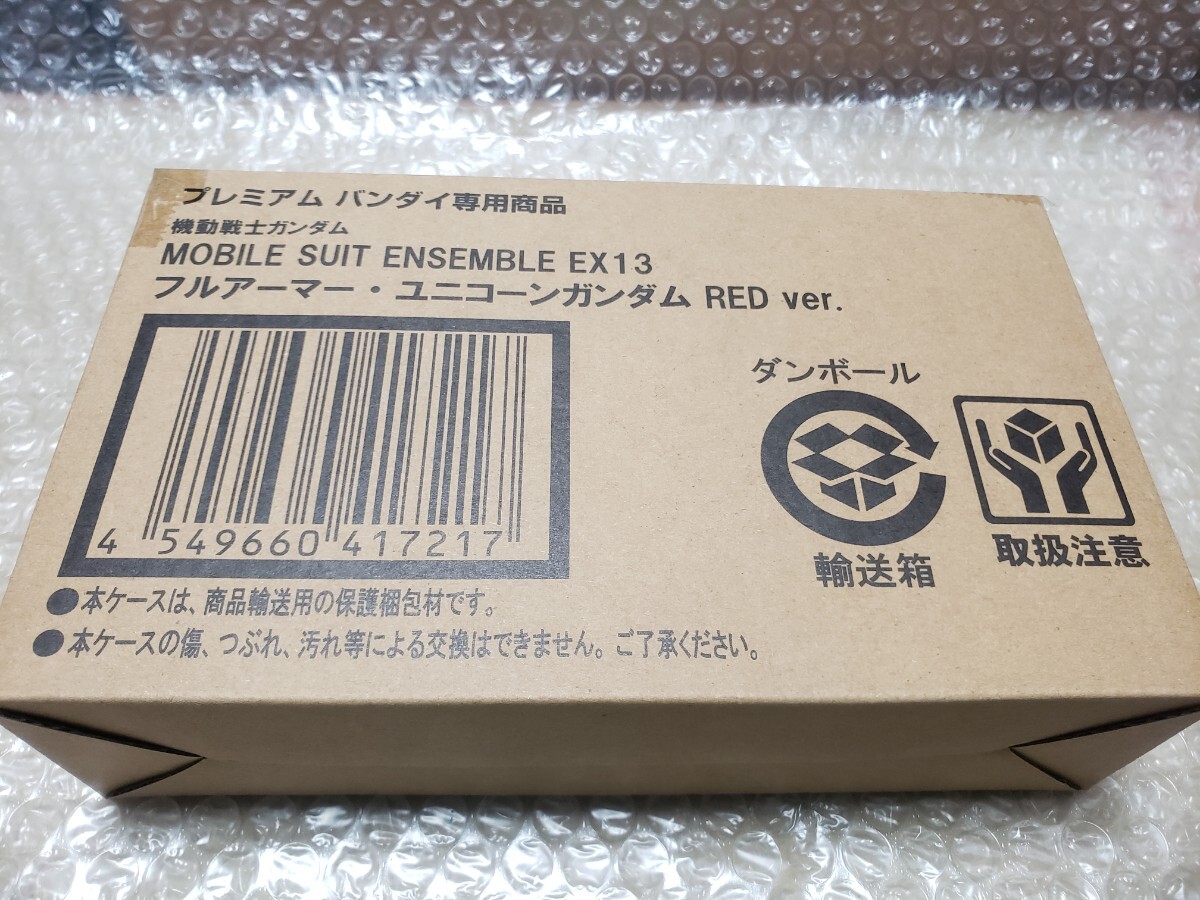 プレミアム バンダイ専用商品
機動戦士ガンダム
MOBILE SUIT ENSEMBLE EX13
フルアーマー・ユニコーンガンダム RED ver.
4 549660 417217
ダンボール
輸送箱
取扱注意
●本ケースは、商品輸送用の保護梱包材です。
●本ケースの傷、つぶれ、汚れ等による交換はできません。ご了承ください。